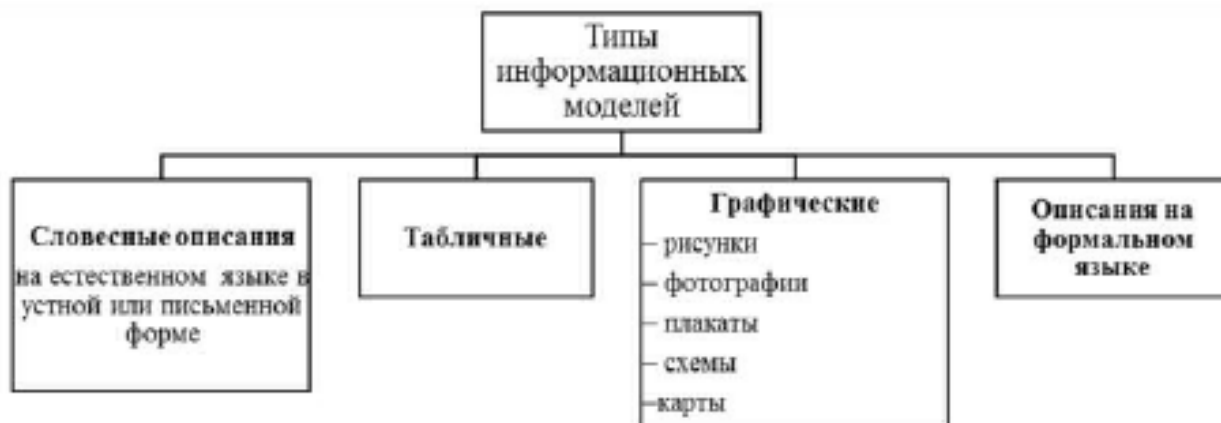 Типы
информационных
моделей
Словесные описания
на естественном языке в
устной или письменной
форме
Табличные
Графические
рисунки
фотографии
плакаты
схемы
карты
Описания на
формальном
языке